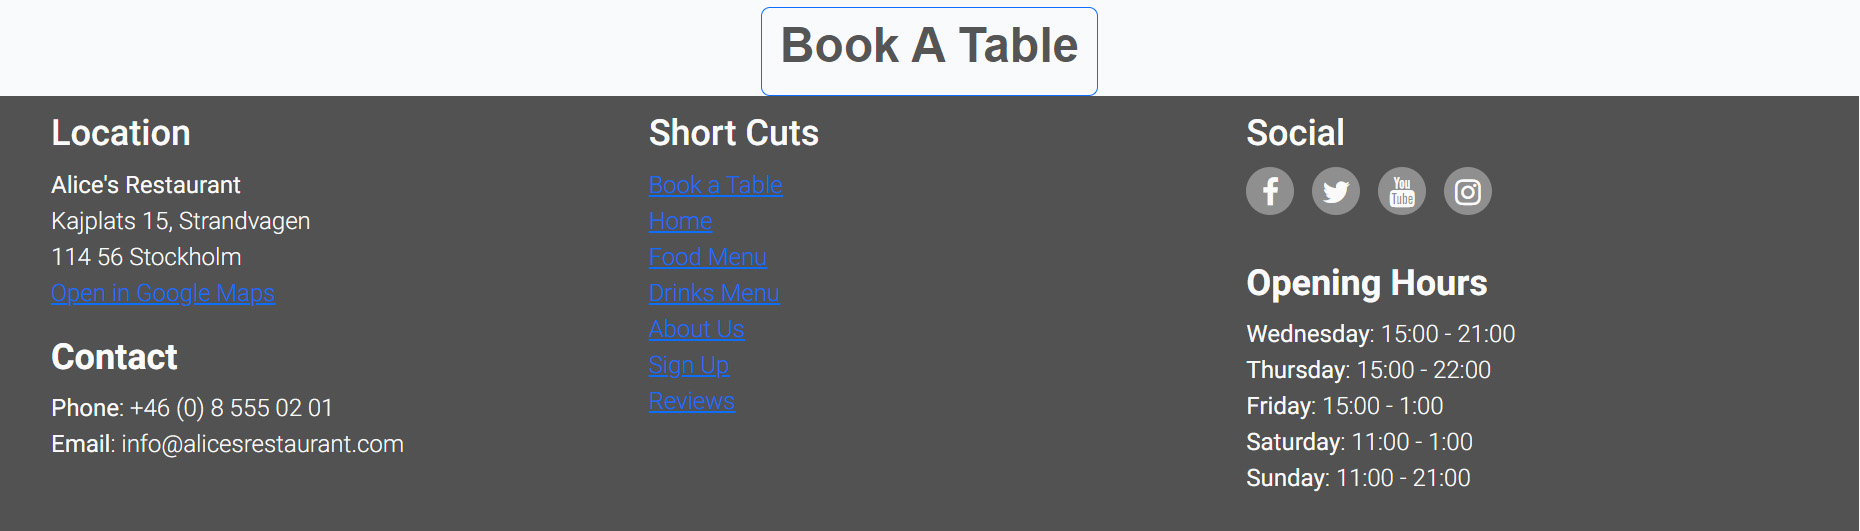 Book A Table
Location
Alice's Restaurant
Kajplats 15, Strandvagen
114 56 Stockholm
Open in Google Maps
Contact
Phone: +46 (0) 8 555 02 01
Email: info@alicesrestaurant.com
Short Cuts
Book a Table
Home
Food Menu
Drinks Menu
About Us
Sign Up
Reviews
Social
You
Tube
Opening Hours
Wednesday: 15:00 - 21:00
Thursday: 15:00 - 22:00
Friday: 15:00 - 1:00
Saturday: 11:00 - 1:00
Sunday: 11:00 - 21:00